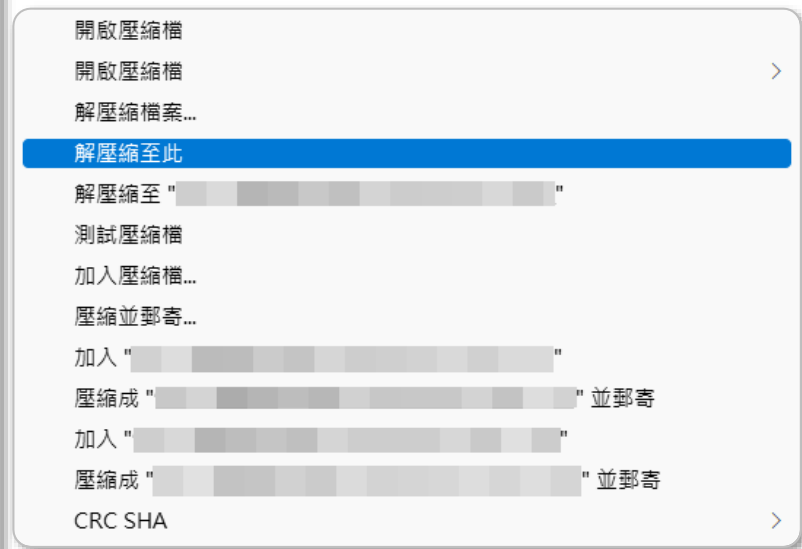 開啟壓縮檔
開啟壓縮檔
解壓縮檔案...
解壓縮至此
解壓縮至 " "
測試壓縮檔
加入壓縮檔...
壓縮並郵寄...
加入 " "
壓縮成 " " 並郵寄
加入 " "
壓縮成 " " 並郵寄
CRC SHA